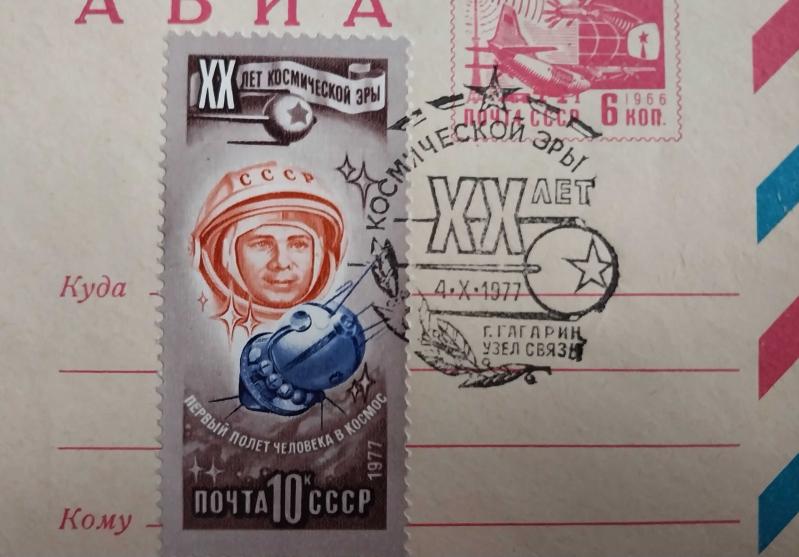 АВИА
XX ЛЕТ КОСМИЧЕСКОЙ ЭРЫ
СССР
ПЕРВЫЙ ПОЛЕТ ЧЕЛОВЕКА В КОСМОС
1977
ПОЧТА 10К СССР
1966
ПОЧТА СССР 6 КОП.
КОСМИЧЕСКОЙ ЭРЫ
XX ЛЕТ
4·X·1977
Г. ГАГАРИН
УЗЕЛ СВЯЗИ
Куда
Кому